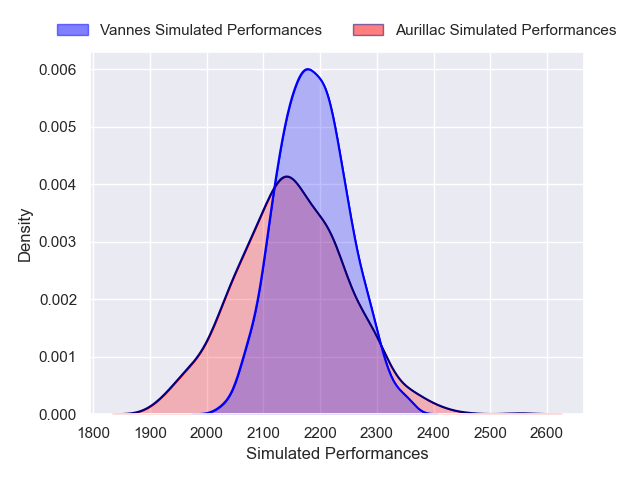 Vannes Simulated Performances
Aurillac Simulated Performances
0.006
0.005
0.004
0.003
0.002
0.001
0.000
Density
1800 1900 2000 2100 2200 2300 2400 2500 2600
Simulated Performances